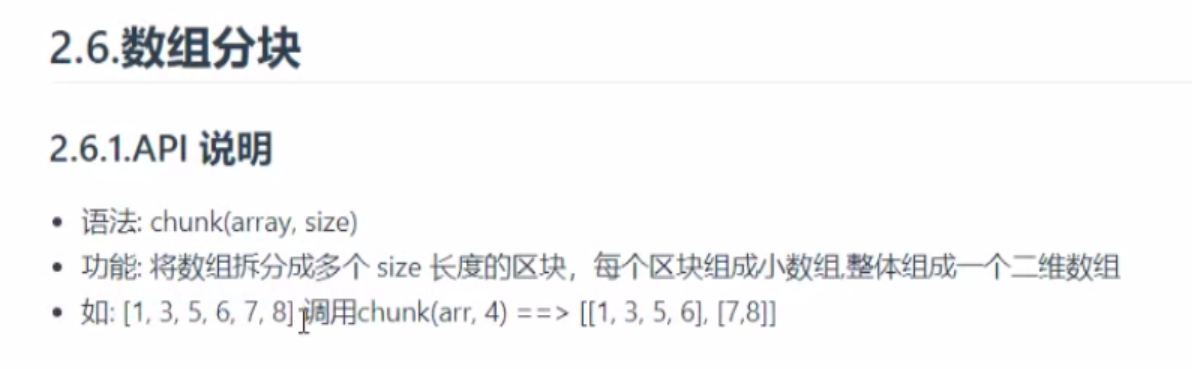 2.6.数组分块
2.6.1.API 说明
• 语法: chunk(array, size)
• 功能: 将数组拆分成多个 size 长度的区块，每个区块组成小数组,整体组成一个二维数组
• 如: [1, 3, 5, 6, 7, 8] 调用chunk(arr, 4) ==> [[1, 3, 5, 6], [7,8]]